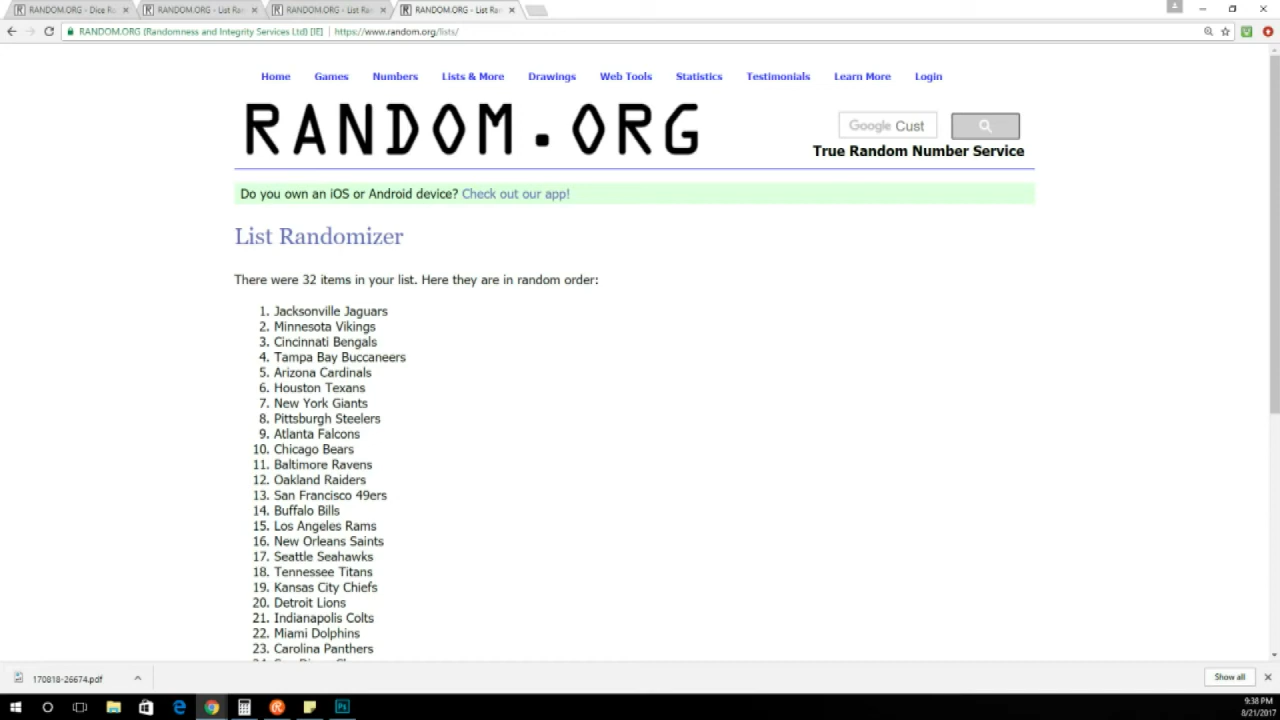 RANDOM.ORG - Dice Ro
RANDOM.ORG - List Ran
RANDOM.ORG - List Ran
RANDOM.ORG - List Ran
RANDOM.ORG (Randomness and Integrity Services Ltd) [IE] https://www.random.org/lists/
Home Games Numbers Lists & More Drawings Web Tools Statistics Testimonials Learn More Login
RANDOM.ORG
Google Cust
True Random Number Service
Do you own an iOS or Android device? Check out our app!
List Randomizer
There were 32 items in your list. Here they are in random order:
1. Jacksonville Jaguars
2. Minnesota Vikings
3. Cincinnati Bengals
4. Tampa Bay Buccaneers
5. Arizona Cardinals
6. Houston Texans
7. New York Giants
8. Pittsburgh Steelers
9. Atlanta Falcons
10. Chicago Bears
11. Baltimore Ravens
12. Oakland Raiders
13. San Francisco 49ers
14. Buffalo Bills
15. Los Angeles Rams
16. New Orleans Saints
17. Seattle Seahawks
18. Tennessee Titans
19. Kansas City Chiefs
20. Detroit Lions
21. Indianapolis Colts
22. Miami Dolphins
23. Carolina Panthers
170818-26674.pdf
Show all
9:38 PM
8/21/2017